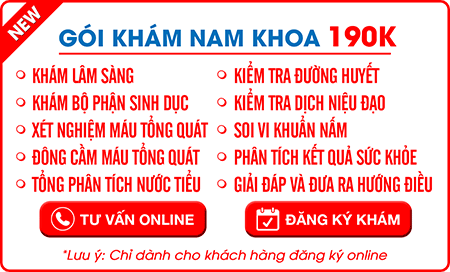 NEW
GÓI KHÁM NAM KHOA 190K
KHÁM LÂM SÀNG
KHÁM BỘ PHẬN SINH DỤC
XÉT NGHIỆM MÁU TỔNG QUÁT
ĐÔNG CẦM MÁU TỔNG QUÁT
TỔNG PHÂN TÍCH NƯỚC TIỂU
KIỂM TRA ĐƯỜNG HUYẾT
KIỂM TRA DỊCH NIỆU ĐẠO
SOI VI KHUẨN NẤM
PHÂN TÍCH KẾT QUẢ SỨC KHỎE
GIẢI ĐÁP VÀ ĐƯA RA HƯỚNG ĐIỀU
TƯ VẤN ONLINE
ĐĂNG KÝ KHÁM
*Lưu ý: Chỉ dành cho khách hàng đăng ký online